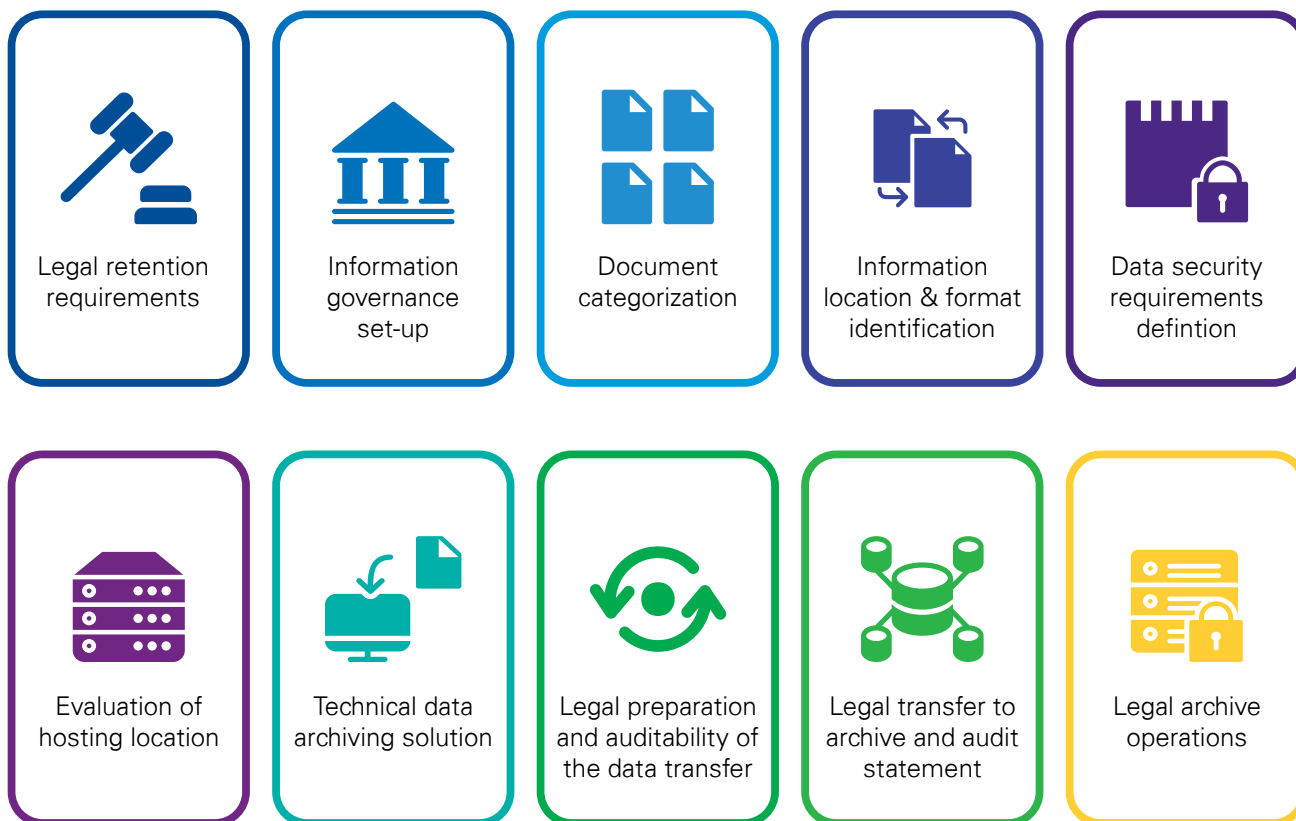 Legal retention
requirements
Information
governance
set-up
Document
categorization
Information
location & format
identification
Data security
requirements
defintion
Evaluation of
hosting location
Technical data
archiving solution
Legal preparation
and auditability of
the data transfer
Legal transfer to
archive and audit
statement
Legal archive
operations